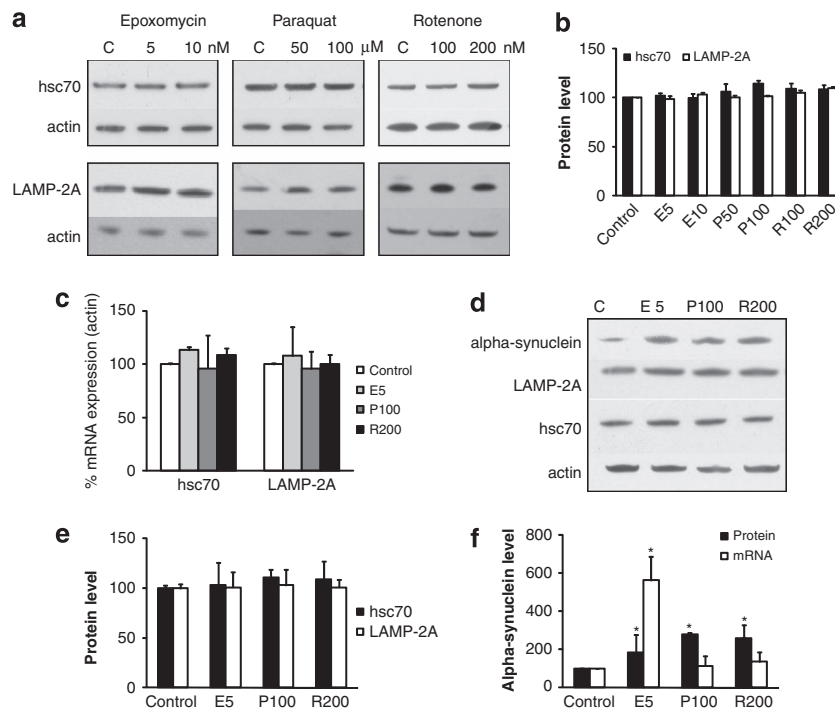 a
Epoxomycin Paraquat Rotenone
C 5 10 nM C 50 100 μM C 100 200 nM
hsc70
actin
LAMP-2A
actin
b
150
100
50
0
Protein level
hsc70 LAMP-2A
Control E5 E10 P50 P100 R100 R200
c
150
100
50
0
% mRNA expression (actin)
hsc70 LAMP-2A
Control
E5
P100
R200
d
C E 5 P100 R200
alpha-synuclein
LAMP-2A
hsc70
actin
e
150
100
50
0
Protein level
hsc70
LAMP-2A
Control E5 P100 R200
f
800
600
400
200
0
Alpha-synuclein level
Protein
mRNA
* * * *
Control E5 P100 R200